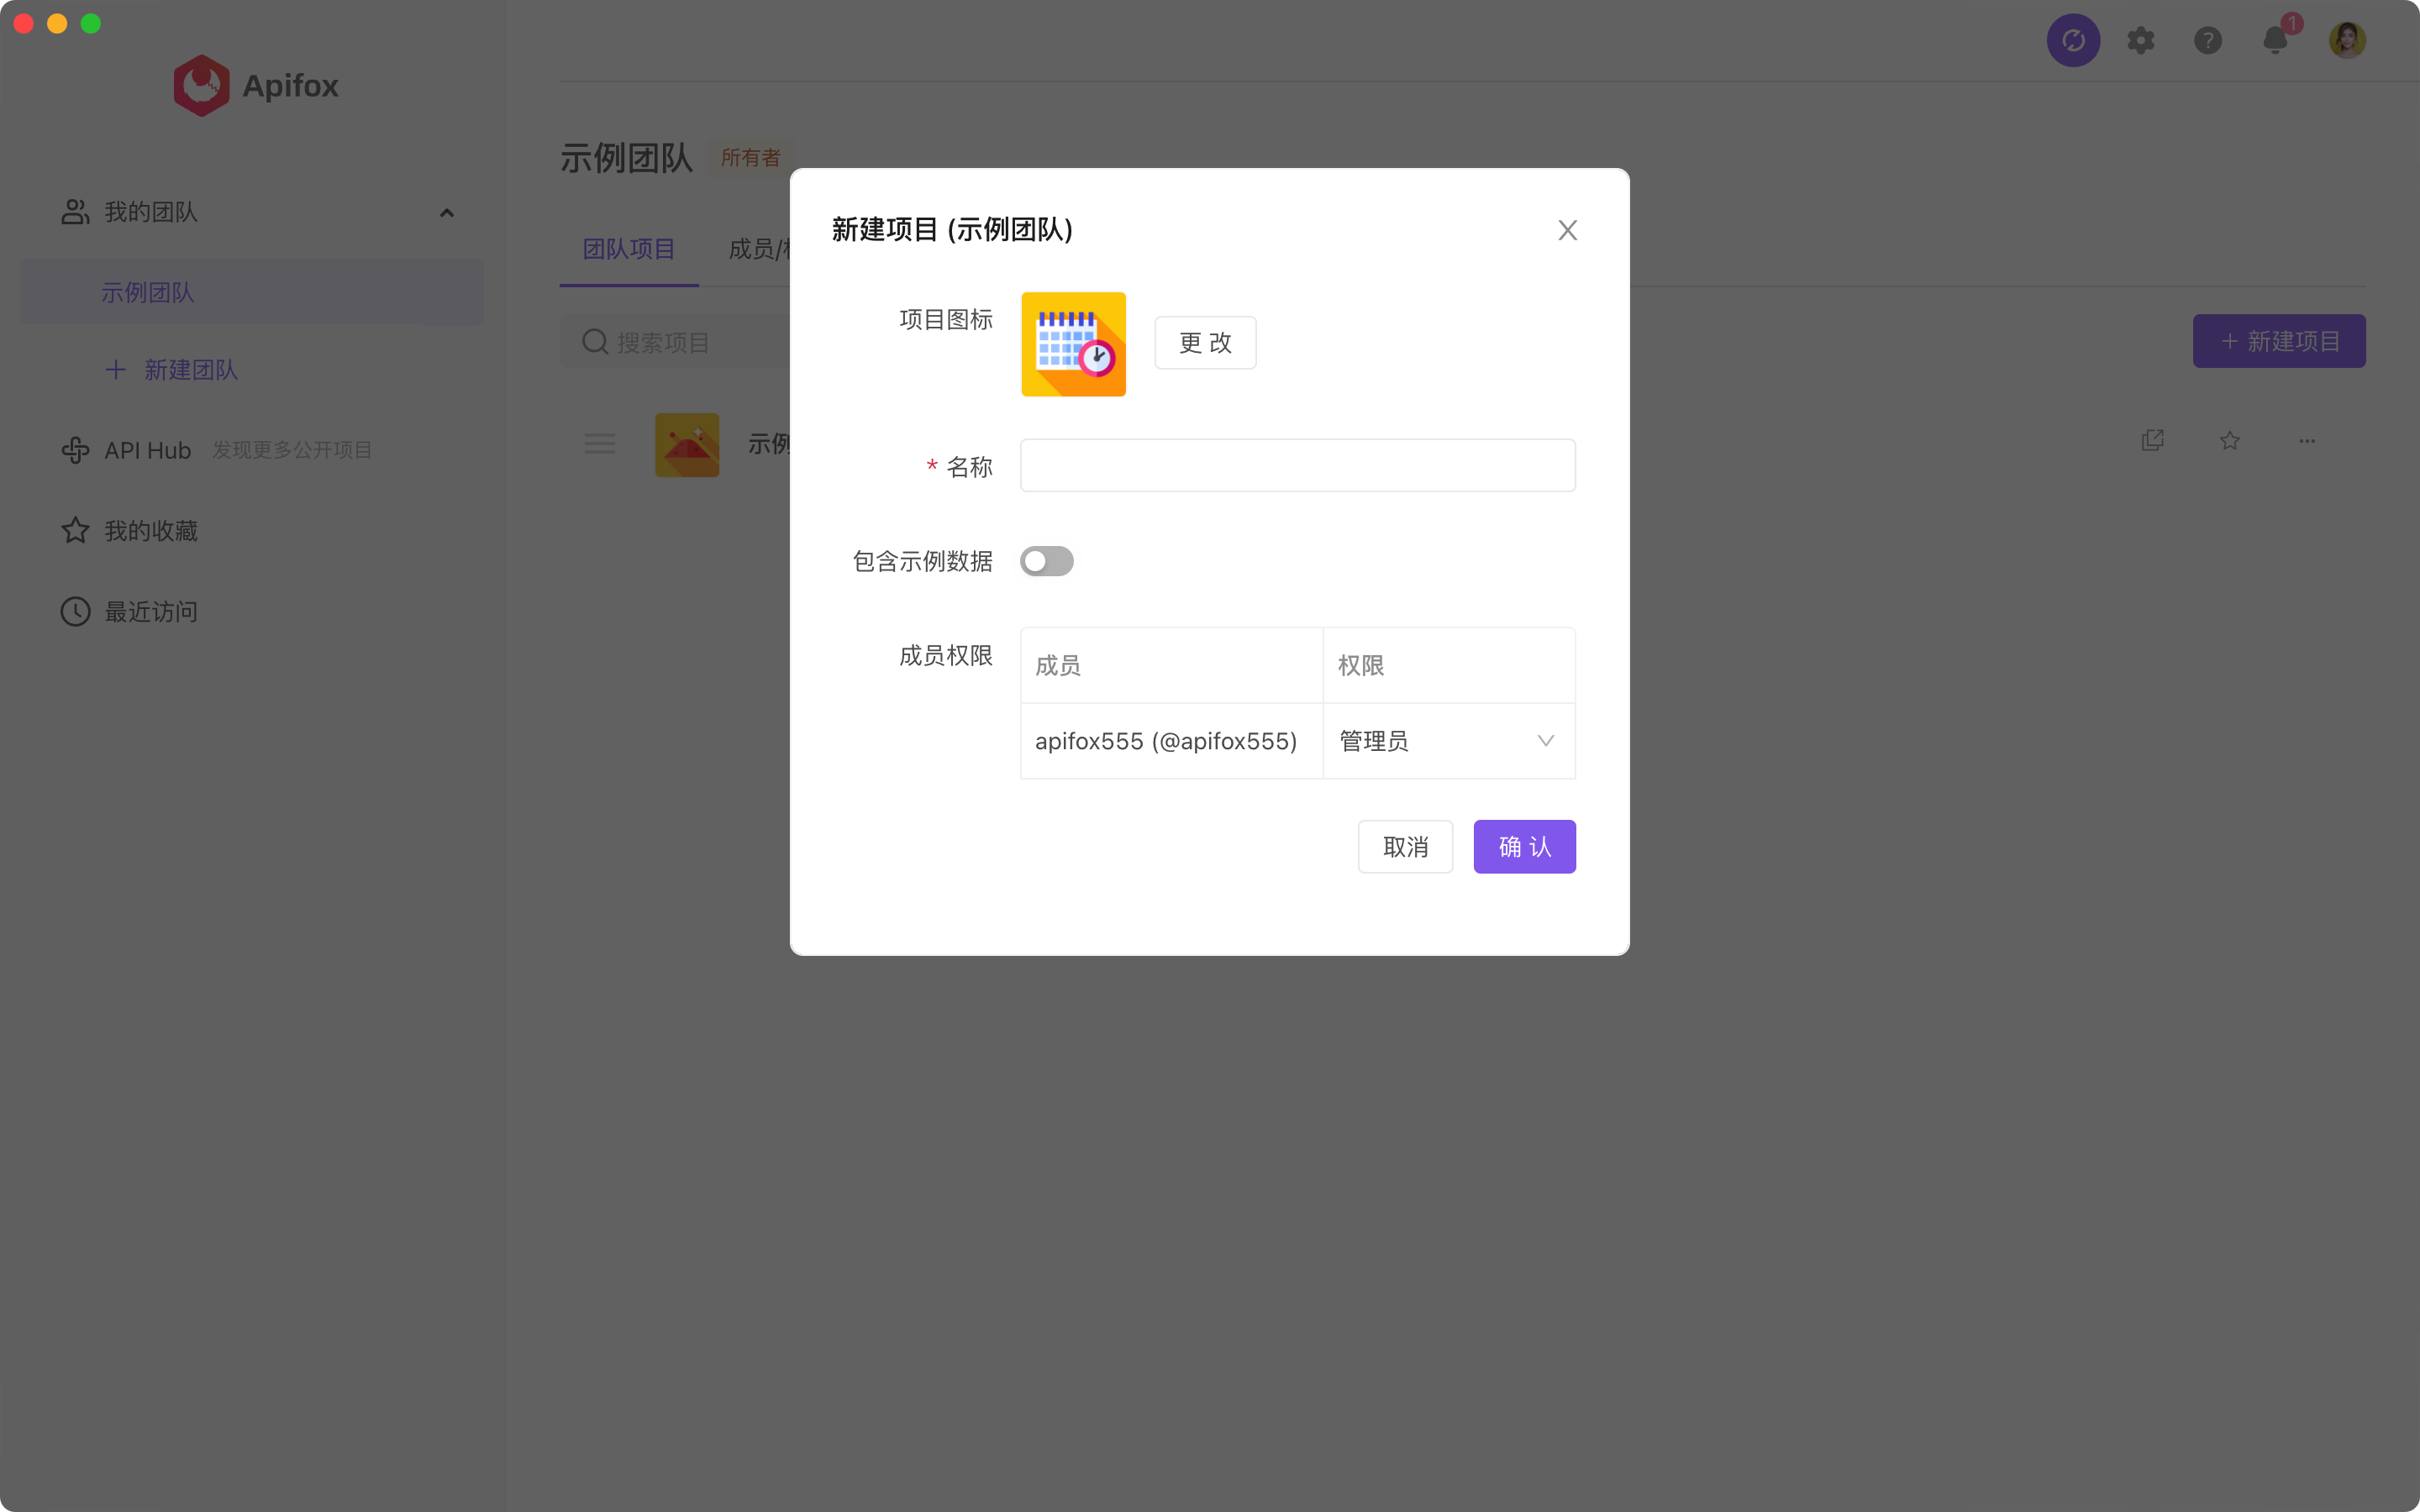 Apifox
我的团队
示例团队
新建团队
API Hub 发现更多公开项目
我的收藏
最近访问
1
示例团队 所有者
团队项目 成员/
搜索项目
新建项目
示例
新建项目 (示例团队)
项目图标 更 改
* 名称
包含示例数据
成员权限 成员 权限
apifox555 (@apifox555) 管理员
取消 确 认